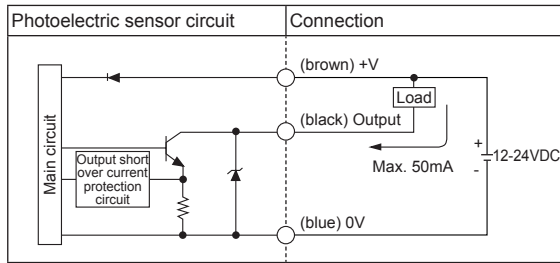 Photoelectric sensor circuit
Connection
(brown) +V
Load
(black) Output
Main circuit
Output short
over current
protection
circuit
Max. 50mA
+
12-24VDC
-
(blue) 0V